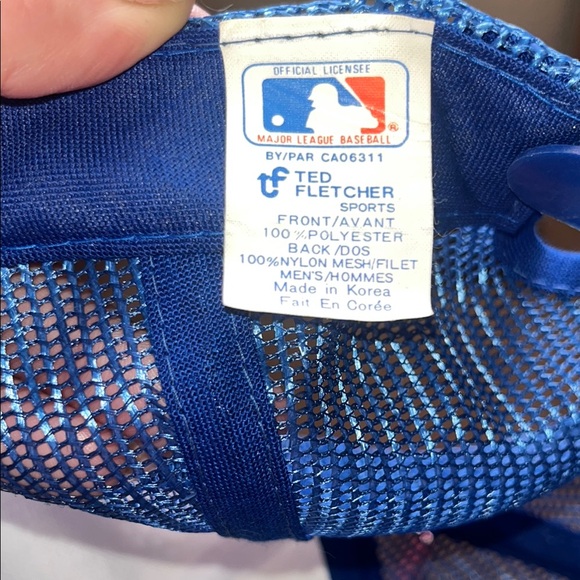 OFFICIAL LICENSEE
MAJOR LEAGUE BASEBALL ®
BY/PAR CA06311
tf TED
FLETCHER
SPORTS
FRONT/AVANT
100%POLYESTER
BACK/DOS
100%NYLON MESH/FILET
MEN'S/HOMMES
Made in Korea
Fait En Corée